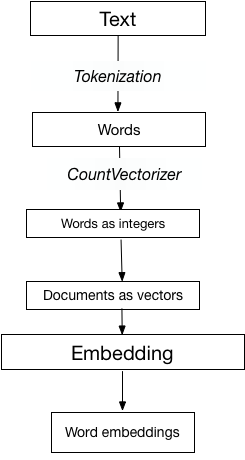 Text
Tokenization
Words
CountVectorizer
Words as integers
Documents as vectors
Embedding
Word embeddings